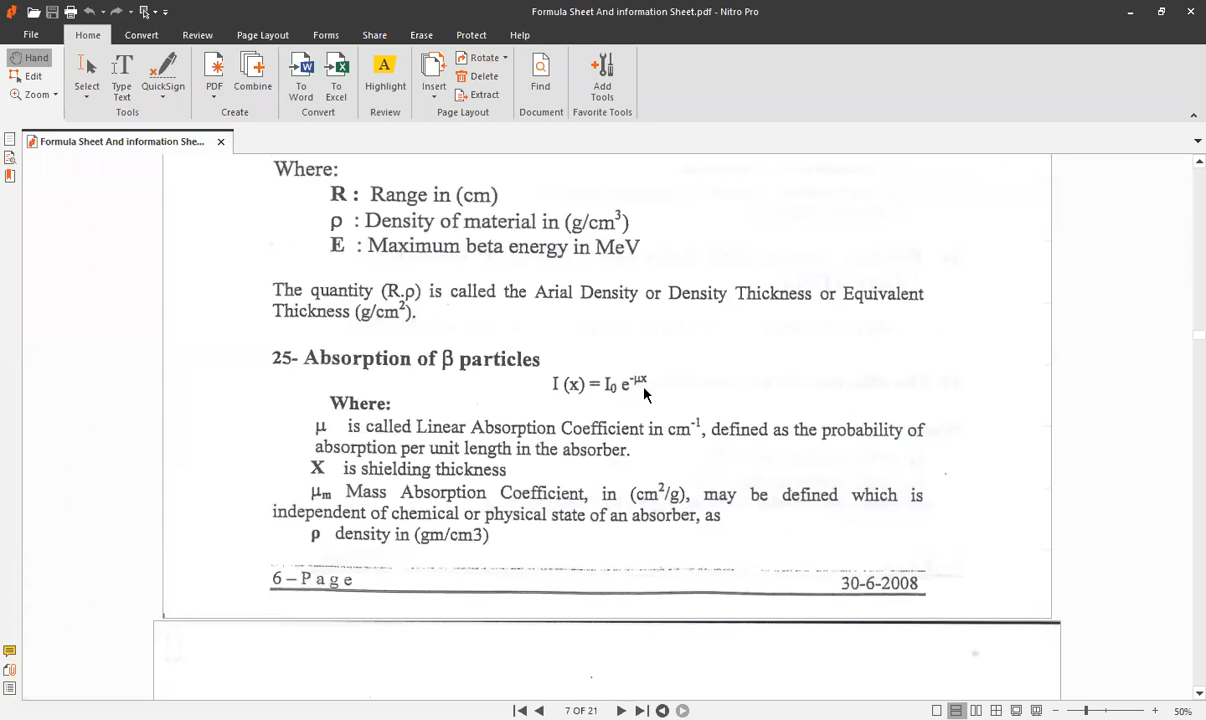 Formula Sheet And information Sheet.pdf - Nitro Pro
File Home Convert Review Page Layout Forms Share Erase Protect Help
Hand
Edit
Zoom
Select
Type Text
QuickSign
Tools
PDF
Combine
Create
To Word
To Excel
Convert
Highlight
Review
Insert
Rotate
Delete
Extract
Page Layout
Find
Document
Add Tools
Favorite Tools
Formula Sheet And information She...
Where:
R : Range in (cm)
ρ : Density of material in (g/cm³)
E : Maximum beta energy in MeV
The quantity (R.ρ) is called the Arial Density or Density Thickness or Equivalent
Thickness (g/cm²).
25- Absorption of β particles
I (x) = I₀ e⁻μx
Where:
μ is called Linear Absorption Coefficient in cm⁻¹, defined as the probability of
absorption per unit length in the absorber.
X is shielding thickness
μm Mass Absorption Coefficient, in (cm²/g), may be defined which is
independent of chemical or physical state of an absorber, as
ρ density in (gm/cm3)
6 – P a g e 30-6-2008
7 OF 21
50%